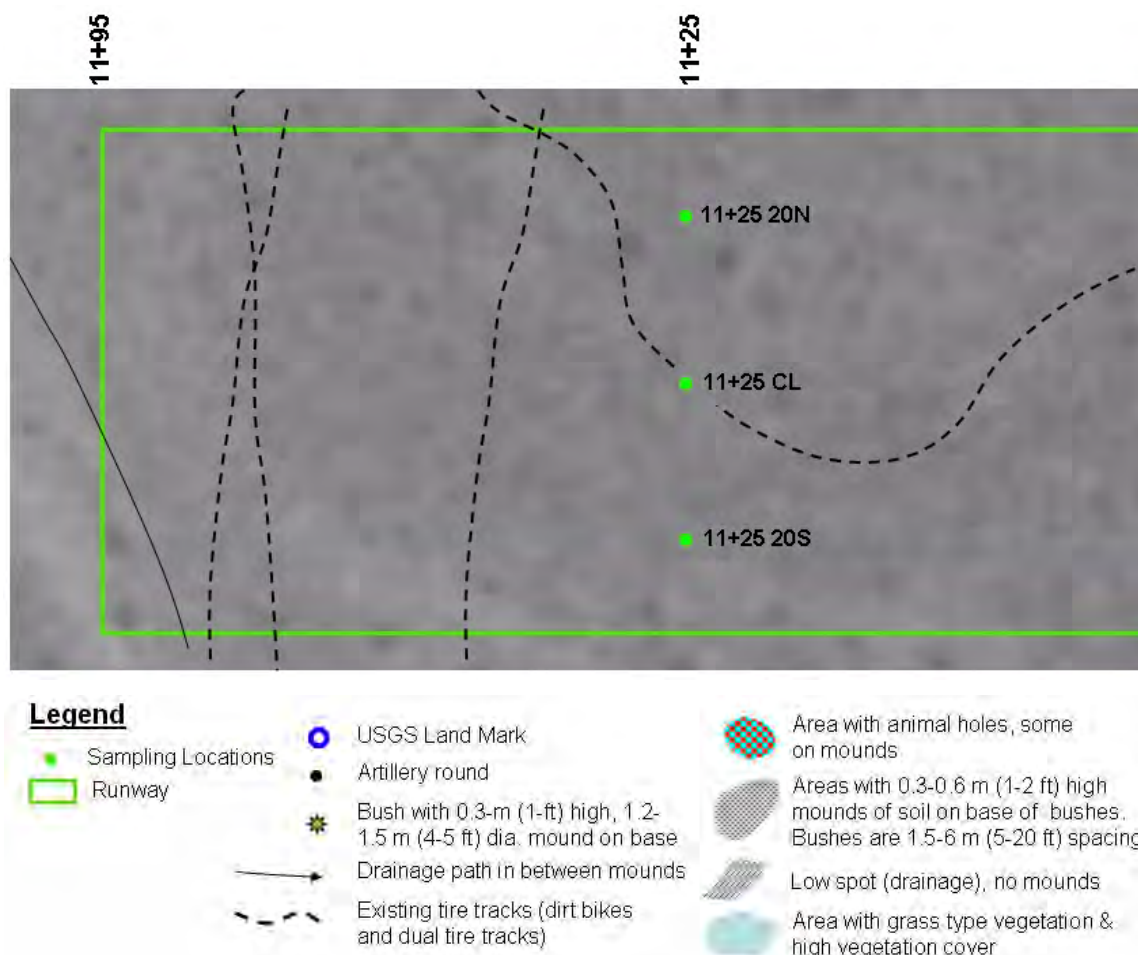 11+95
11+25
11+25 20N
11+25 CL
11+25 20S
Legend
Sampling Locations
Runway
USGS Land Mark
Artillery round
Bush with 0.3-m (1-ft) high, 1.2-
1.5 m (4-5 ft) dia. mound on base
Drainage path in between mounds
Existing tire tracks (dirt bikes
and dual tire tracks)
Area with animal holes, some
on mounds
Areas with 0.3-0.6 m (1-2 ft) high
mounds of soil on base of bushes.
Bushes are 1.5-6 m (5-20 ft) spacing
Low spot (drainage), no mounds
Area with grass type vegetation &
high vegetation cover